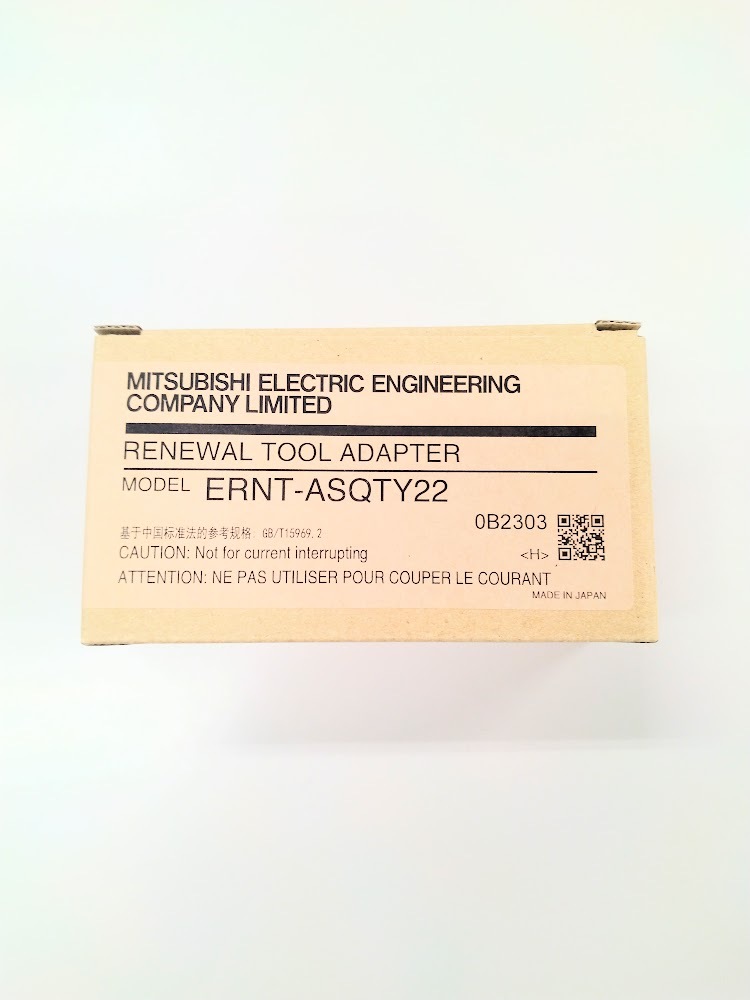 MITSUBISHI ELECTRIC ENGINEERING
COMPANY LIMITED
RENEWAL TOOL ADAPTER
MODEL ERNT-ASQTY22
0B2303
基于中国标准法的参考规格: GB/T15969.2
CAUTION: Not for current interrupting
<H>
ATTENTION: NE PAS UTILISER POUR COUPER LE COURANT
MADE IN JAPAN